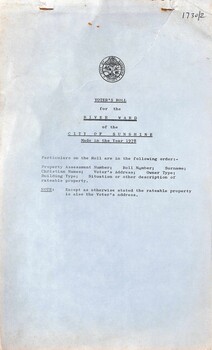 1730/2
VOTER'S ROLL
for the
RIVER WARD
of the
CITY OF SUNSHINE
Made in the Year 1978
Particulars on the Roll are in the following order:-
Property Assessment Number; Roll Number; Surname;
Christian Names; Voter's address; Owner Type;
Building Type; Situation or other description of
rateable property.
NOTE: Except as otherwise stated the rateable property
is also the Voter's address.